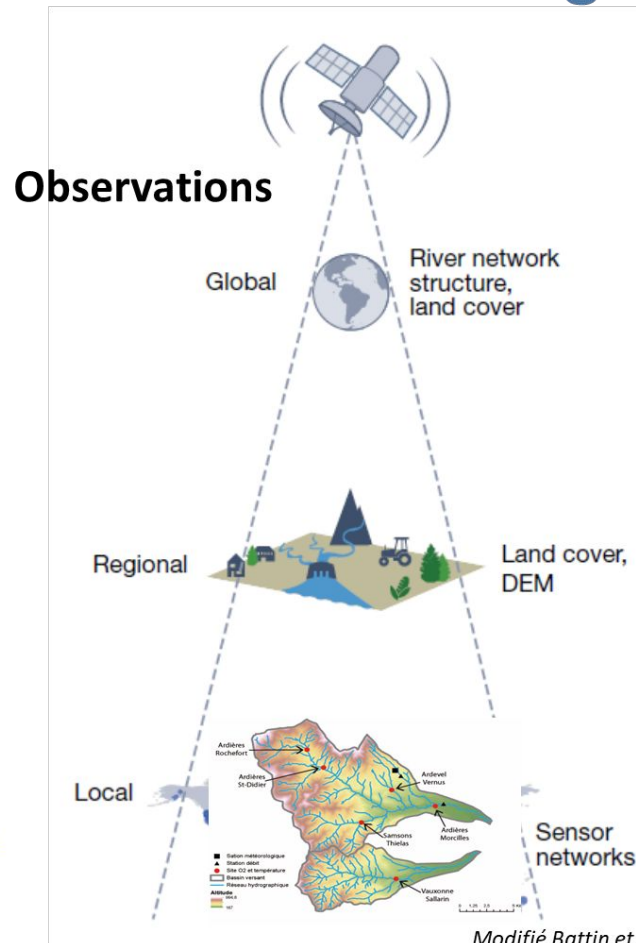 Observations
Global
River network
structure,
land cover
Regional
Land cover,
DEM
Local
Ardières
Rochefort
Ardières
St-Didier
Ardevel
Vernus
Samsons
Thielas
Ardières
Morcilles
Vauxonne
Sallarin
Sation météorologique
Station débit
Site O2 et température
Bassin versant
Réseau hydrographique
Altitude
Sensor
networks
Modifié Battin et